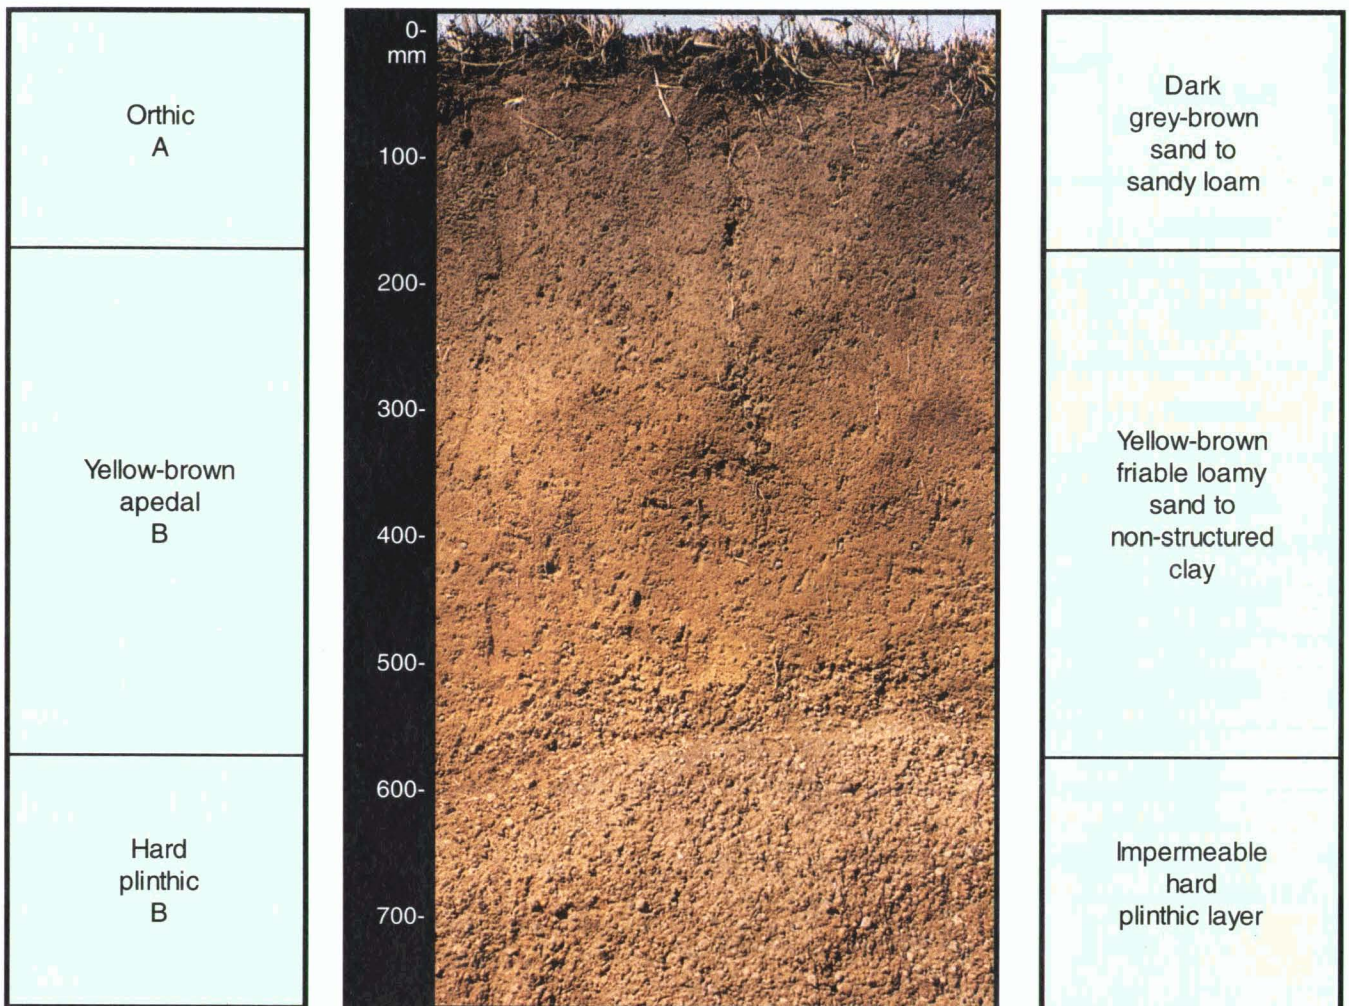 Orthic
A
Yellow-brown
apedal
B
Hard
plinthic
B
0-
mm
100-
200-
300-
400-
500-
600-
700-
Dark
grey-brown
sand to
sandy loam
Yellow-brown
friable loamy
sand to
non-structured
clay
Impermeable
hard
plinthic layer